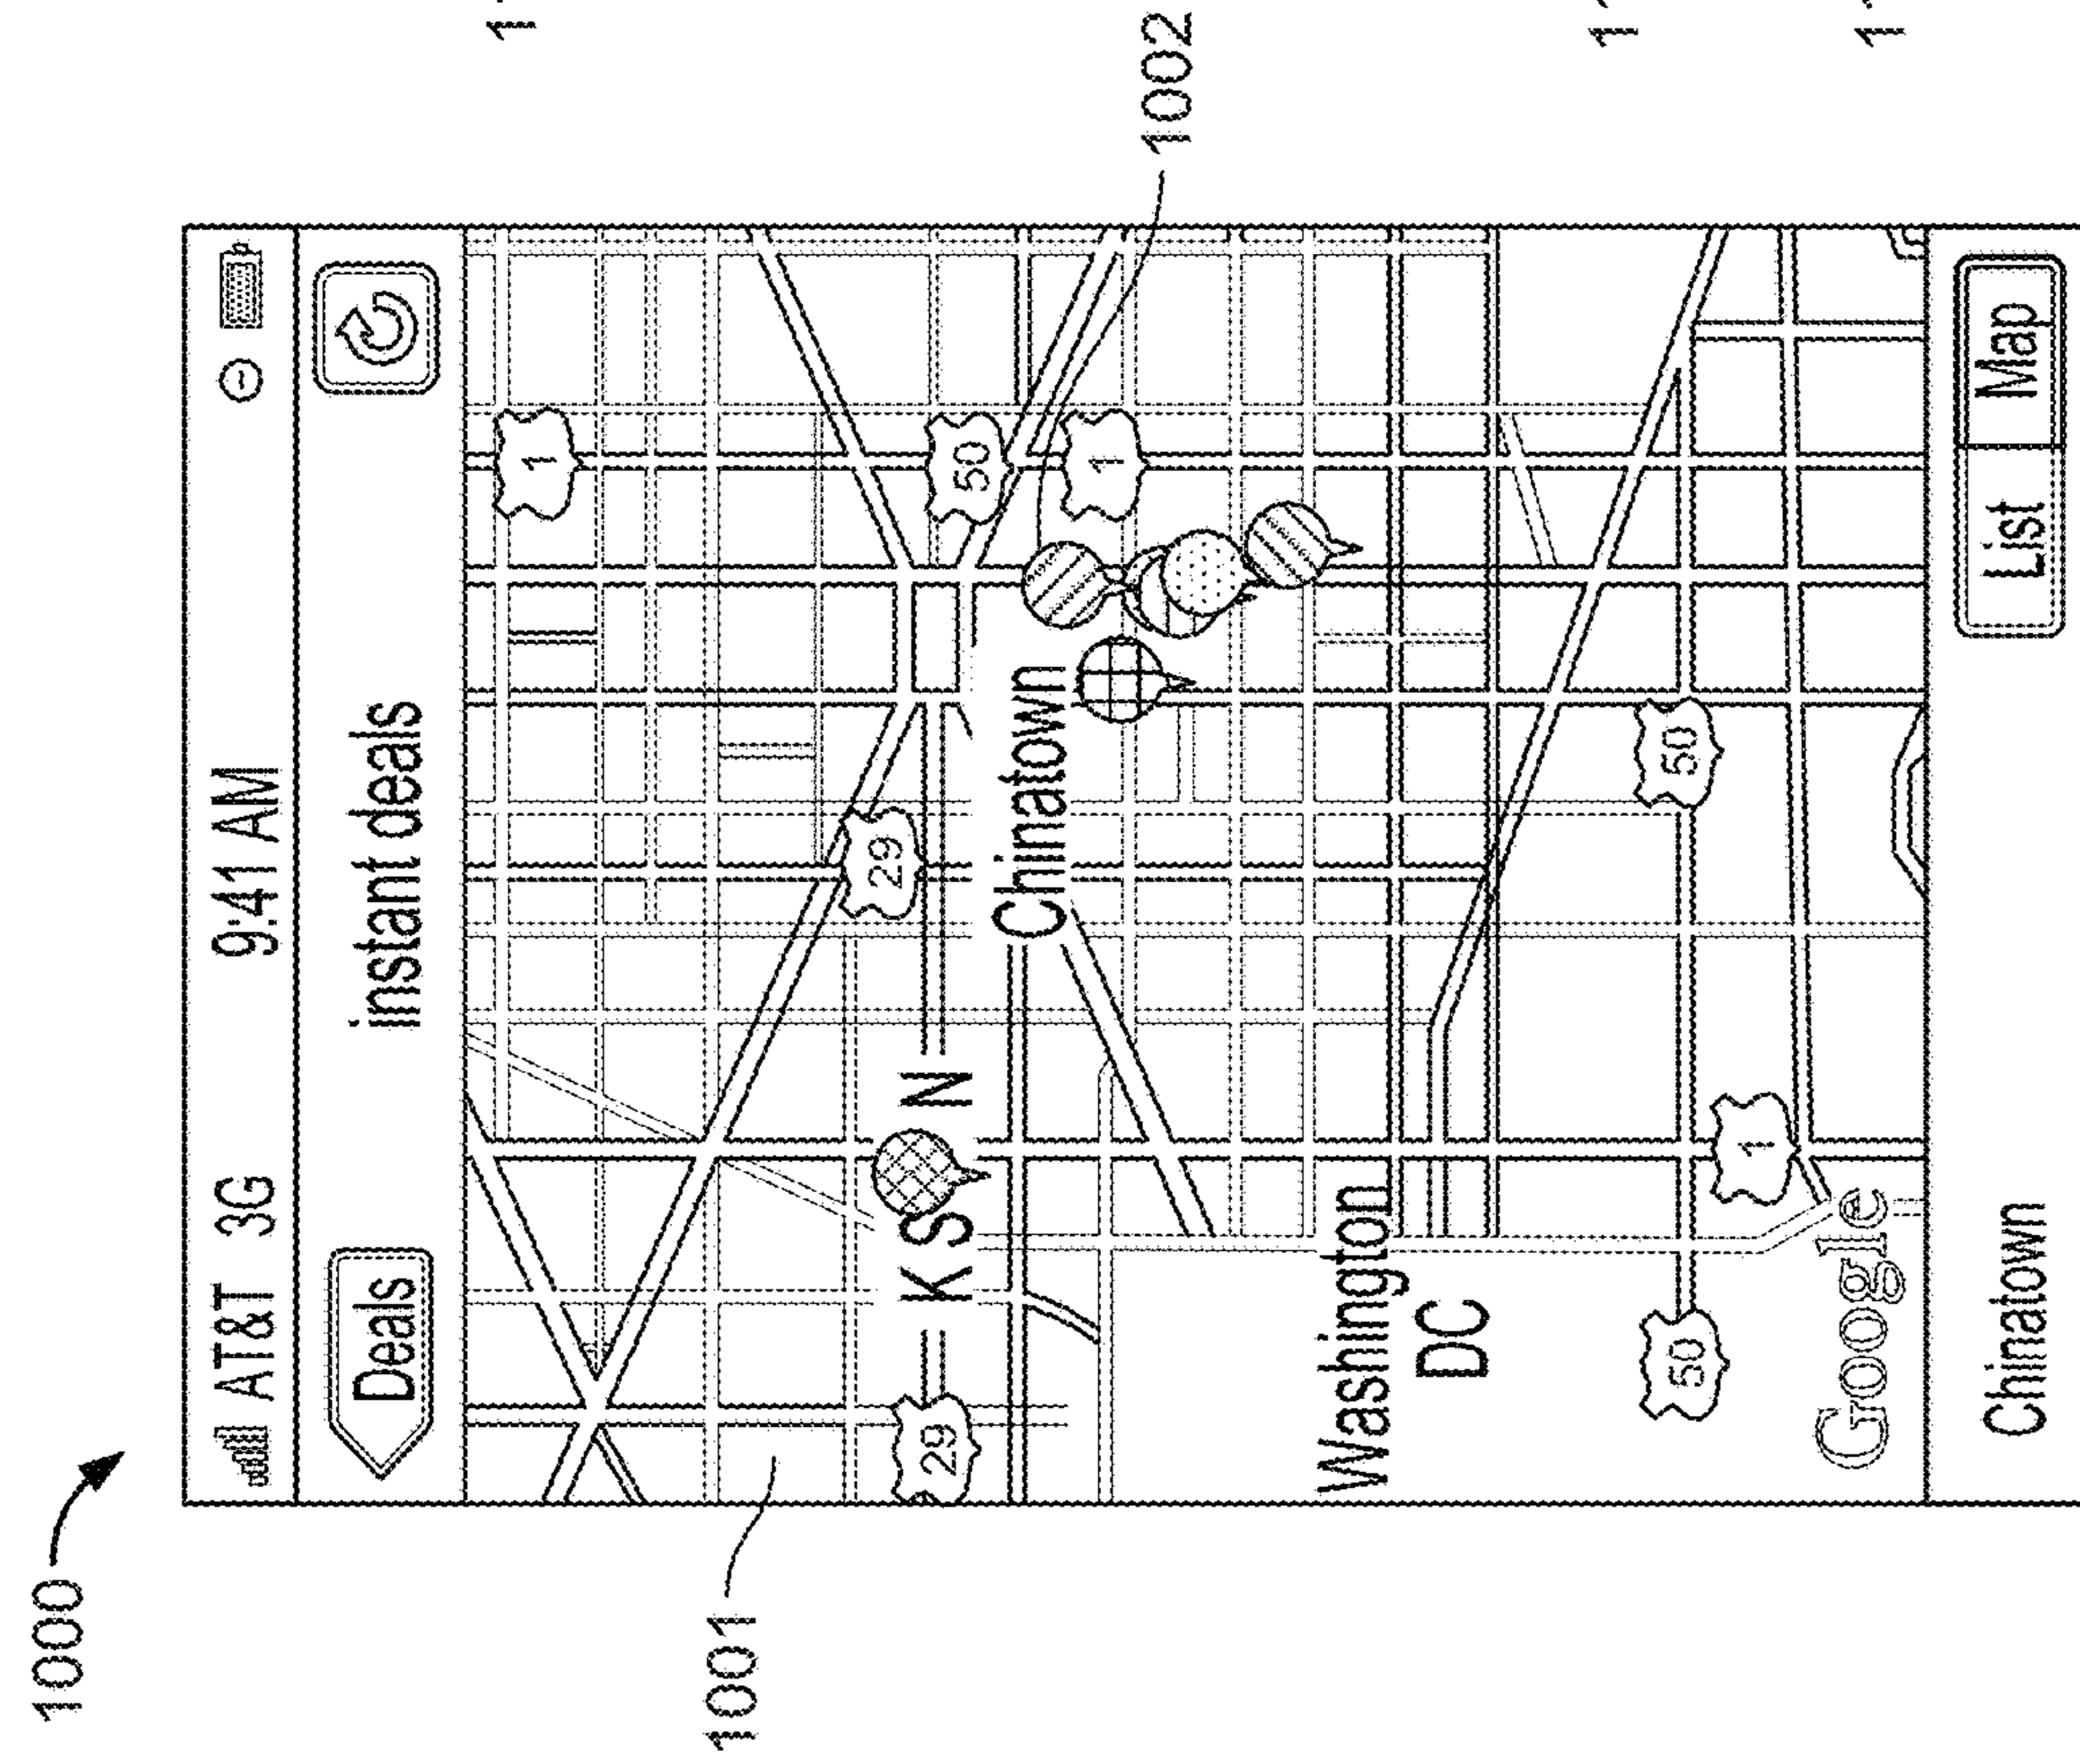 1000
AT&T 3G 9:41 AM
Deals instant deals
1
1001
29
29 K S N 50
Chinatown
1
1002
Washington
DC
50 50
1
Google
Chinatown List Map